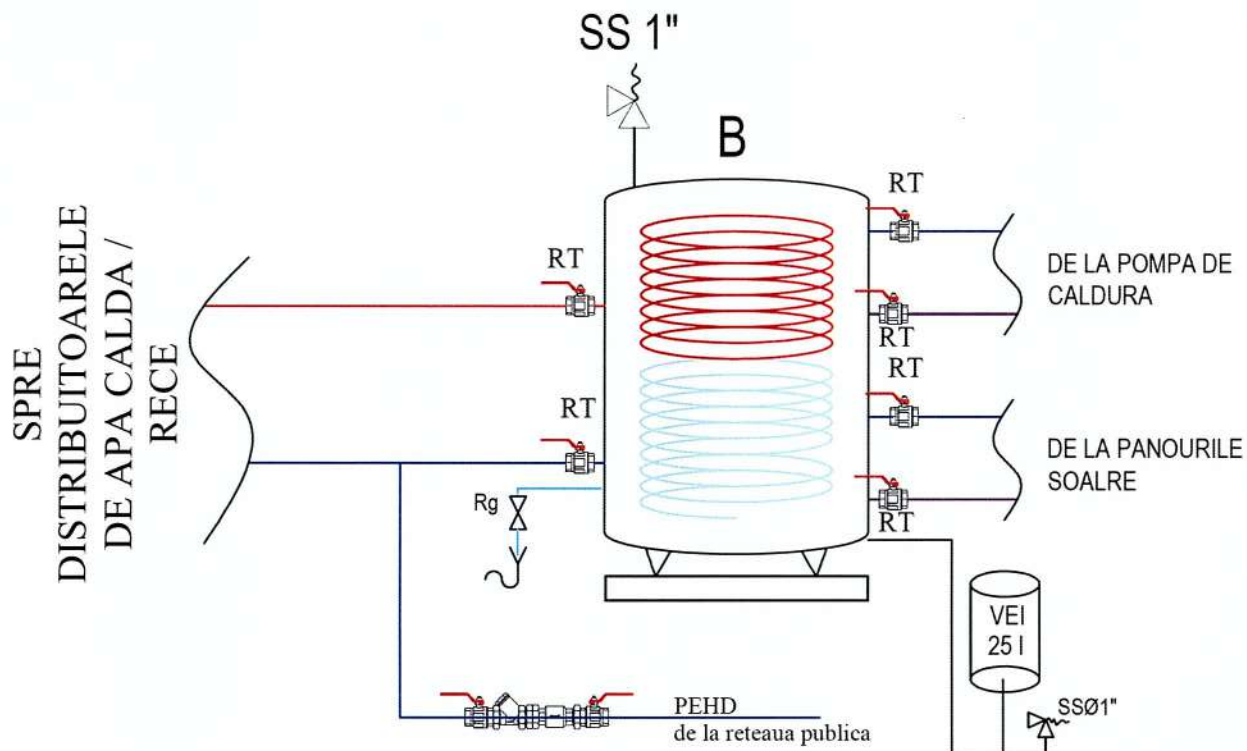 SS 1"
B
RT
RT
DE LA POMPA DE
CALDURA
RT
RT
SPRE
DISTRIBUITOARELE
DE APA CALDA /
RECE
RT
RT
DE LA PANOURILE
SOALRE
Rg
RT
VEI
25 l
SSØ1"
PEHD
de la reteaua publica